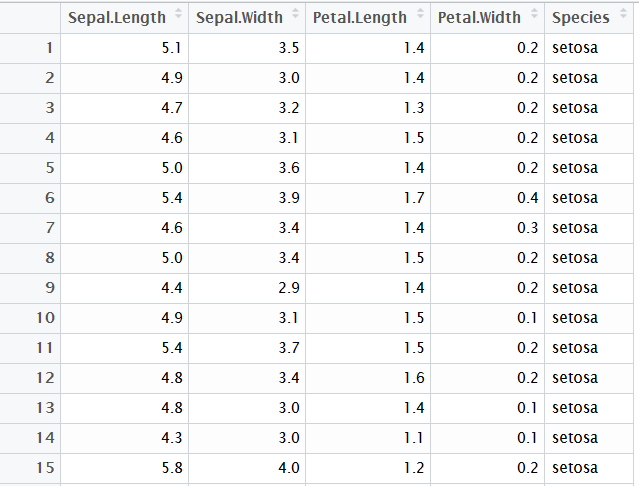 Sepal.Length Sepal.Width Petal.Length Petal.Width Species
1 5.1 3.5 1.4 0.2 setosa
2 4.9 3.0 1.4 0.2 setosa
3 4.7 3.2 1.3 0.2 setosa
4 4.6 3.1 1.5 0.2 setosa
5 5.0 3.6 1.4 0.2 setosa
6 5.4 3.9 1.7 0.4 setosa
7 4.6 3.4 1.4 0.3 setosa
8 5.0 3.4 1.5 0.2 setosa
9 4.4 2.9 1.4 0.2 setosa
10 4.9 3.1 1.5 0.1 setosa
11 5.4 3.7 1.5 0.2 setosa
12 4.8 3.4 1.6 0.2 setosa
13 4.8 3.0 1.4 0.1 setosa
14 4.3 3.0 1.1 0.1 setosa
15 5.8 4.0 1.2 0.2 setosa